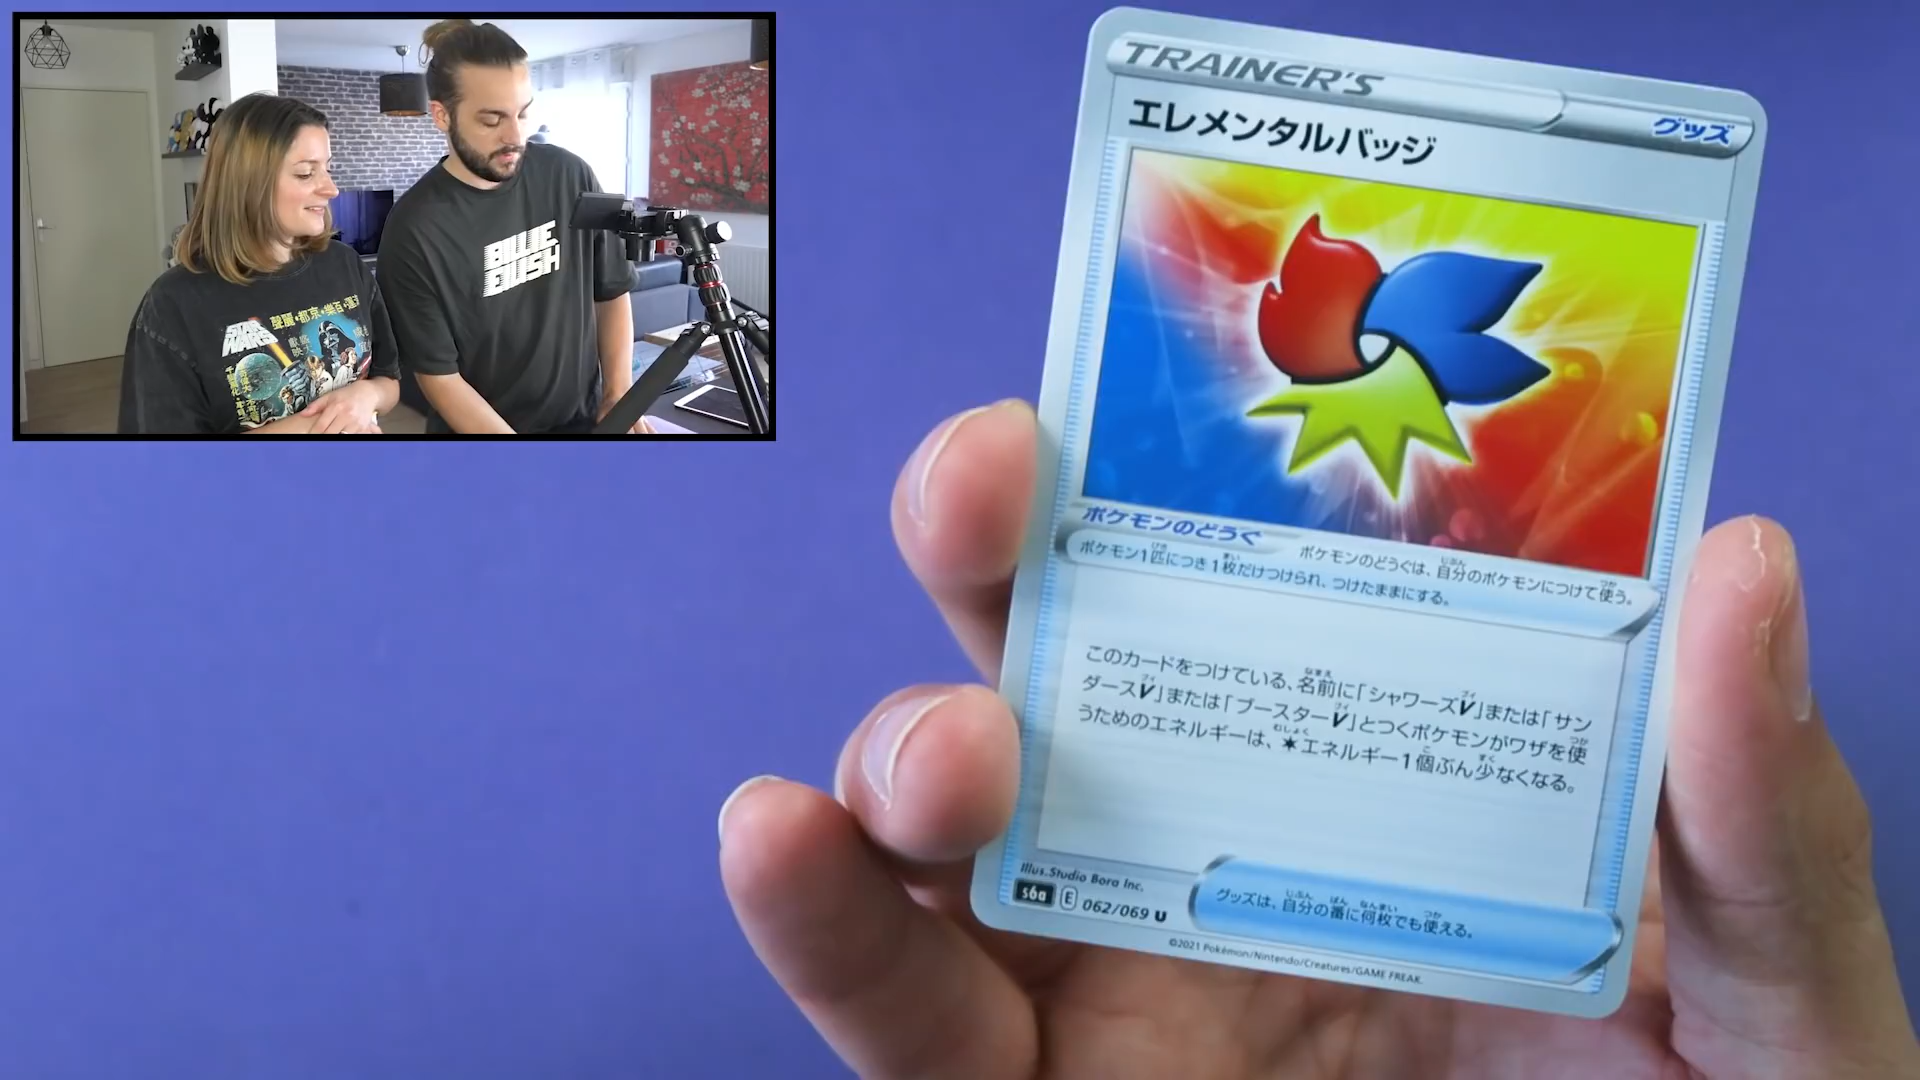 STAR WARS
BLUE
BLUSH
TRAINER'S
グッズ
エレメンタルバッジ
ポケモンのどうぐ
ポケモンのどうぐは、自分のポケモンにつけて使う。
ポケモン1匹につき1枚だけつけられ、つけたままにする。
このカードをつけている、名前に「シャワーズV」または「サン
ダースV」または「ブースターV」とつくポケモンがワザを使
うためのエネルギーは、エネルギー1個ぶん少なくなる。
Illus.Studio Bora Inc.
s6a E 062/069 U
グッズは、自分の番に何枚でも使える。
©2021 Pokémon/Nintendo/Creatures/GAME FREAK.